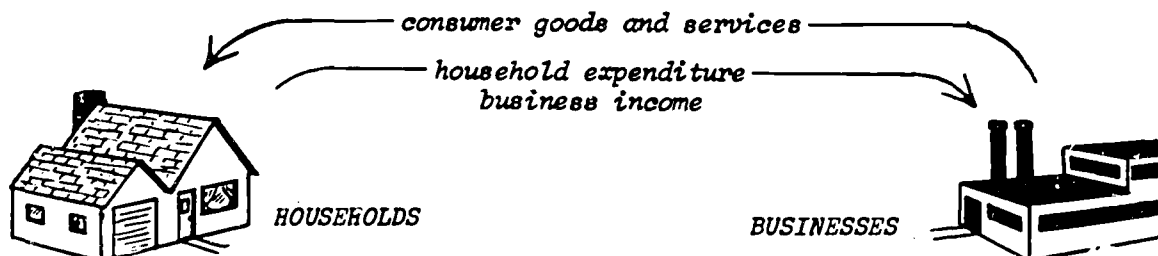 consumer goods and services
household expenditure
business income
HOUSEHOLDS
BUSINESSES